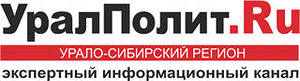 УралПолит.Ru
УРАЛО-СИБИРСКИЙ РЕГИОН
экспертный информационный канал